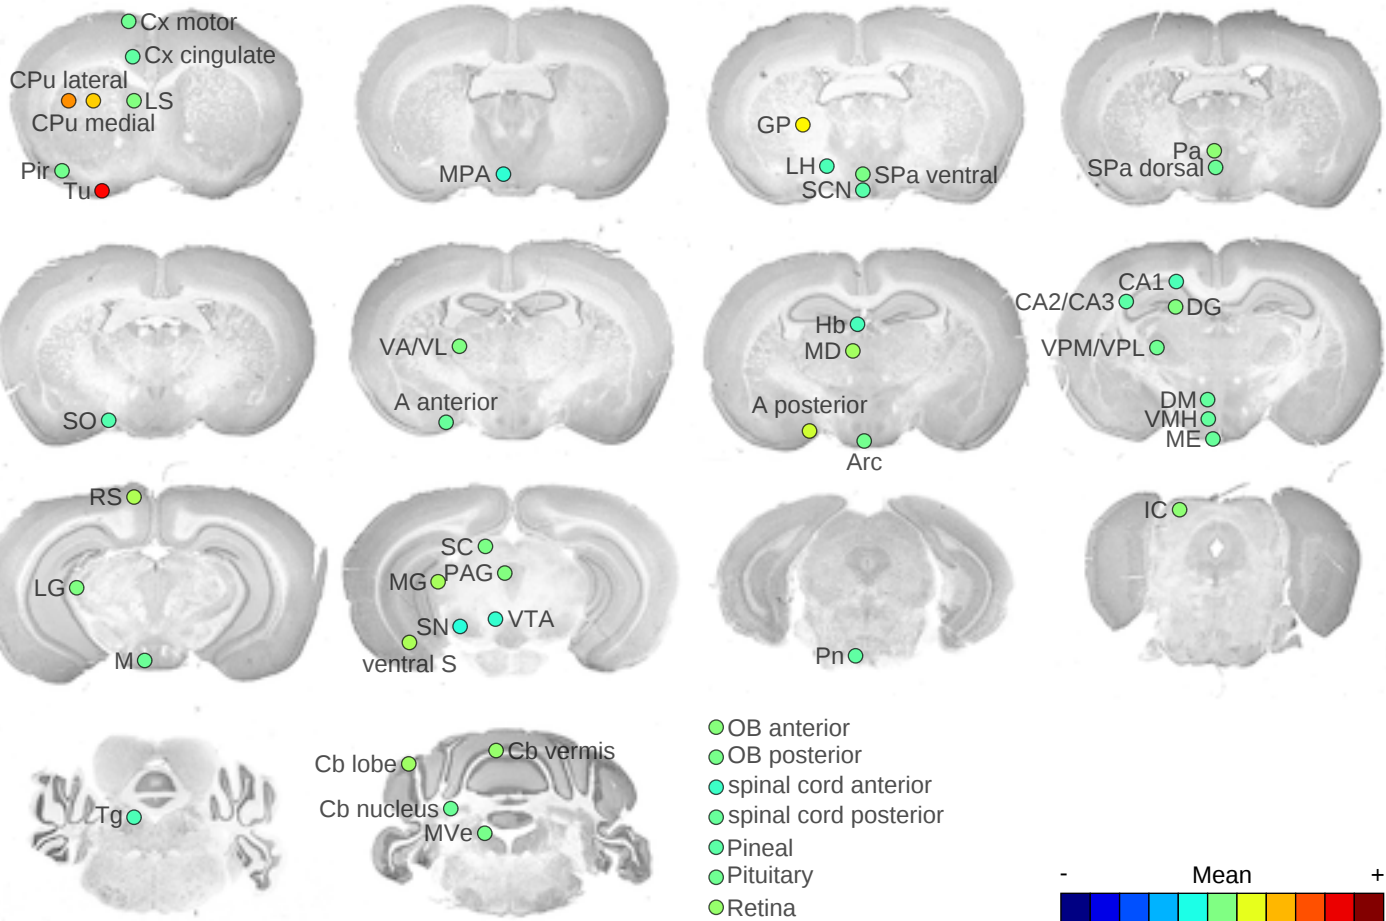 Cx motor
Cx cingulate
CPu lateral
LS
CPu medial
Pir
Tu
MPA
GP
LH
SPa ventral
SCN
Pa
SPa dorsal
SO
VA/VL
A anterior
Hb
MD
A posterior
Arc
CA1
CA2/CA3
DG
VPM/VPL
DM
VMH
ME
RS
LG
M
SC
PAG
MG
SN
VTA
ventral S
Pn
IC
Tg
Cb vermis
Cb lobe
Cb nucleus
MVe
OB anterior
OB posterior
spinal cord anterior
spinal cord posterior
Pineal
Pituitary
Retina
- Mean +